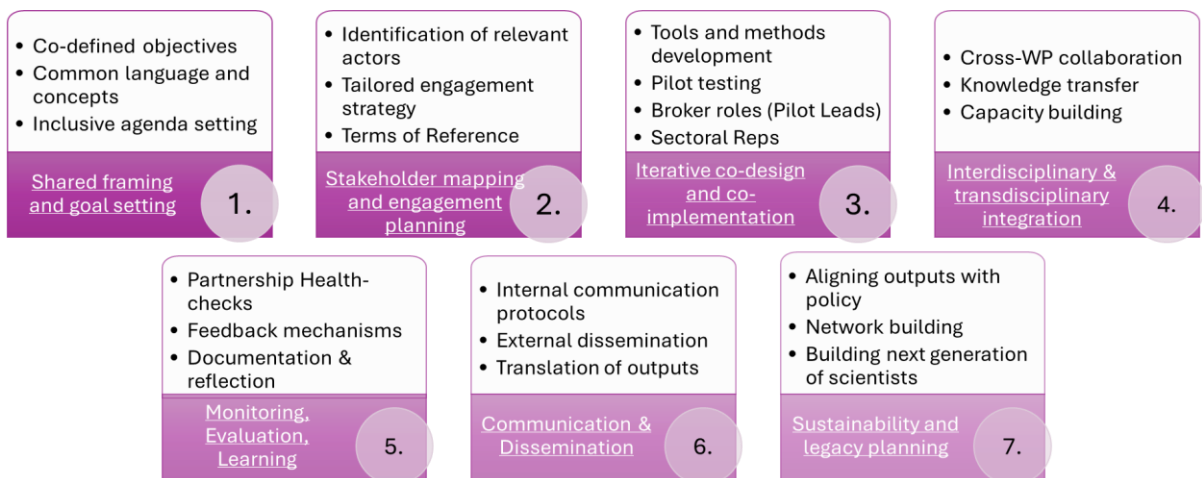 • Co-defined objectives
• Common language and
concepts
• Inclusive agenda setting
Shared framing
and goal setting
1.
• Identification of relevant
actors
• Tailored engagement
strategy
• Terms of Reference
Stakeholder mapping
and engagement
planning
2.
• Tools and methods
development
• Pilot testing
• Broker roles (Pilot Leads)
• Sectoral Reps
Iterative co-design
and co-
implementation
3.
• Cross-WP collaboration
• Knowledge transfer
• Capacity building
Interdisciplinary &
transdisciplinary
integration
4.
• Partnership Health-
checks
• Feedback mechanisms
• Documentation &
reflection
Monitoring,
Evaluation,
Learning
5.
• Internal communication
protocols
• External dissemination
• Translation of outputs
Communication &
Dissemination
6.
• Aligning outputs with
policy
• Network building
• Building next generation
of scientists
Sustainability and
legacy planning
7.